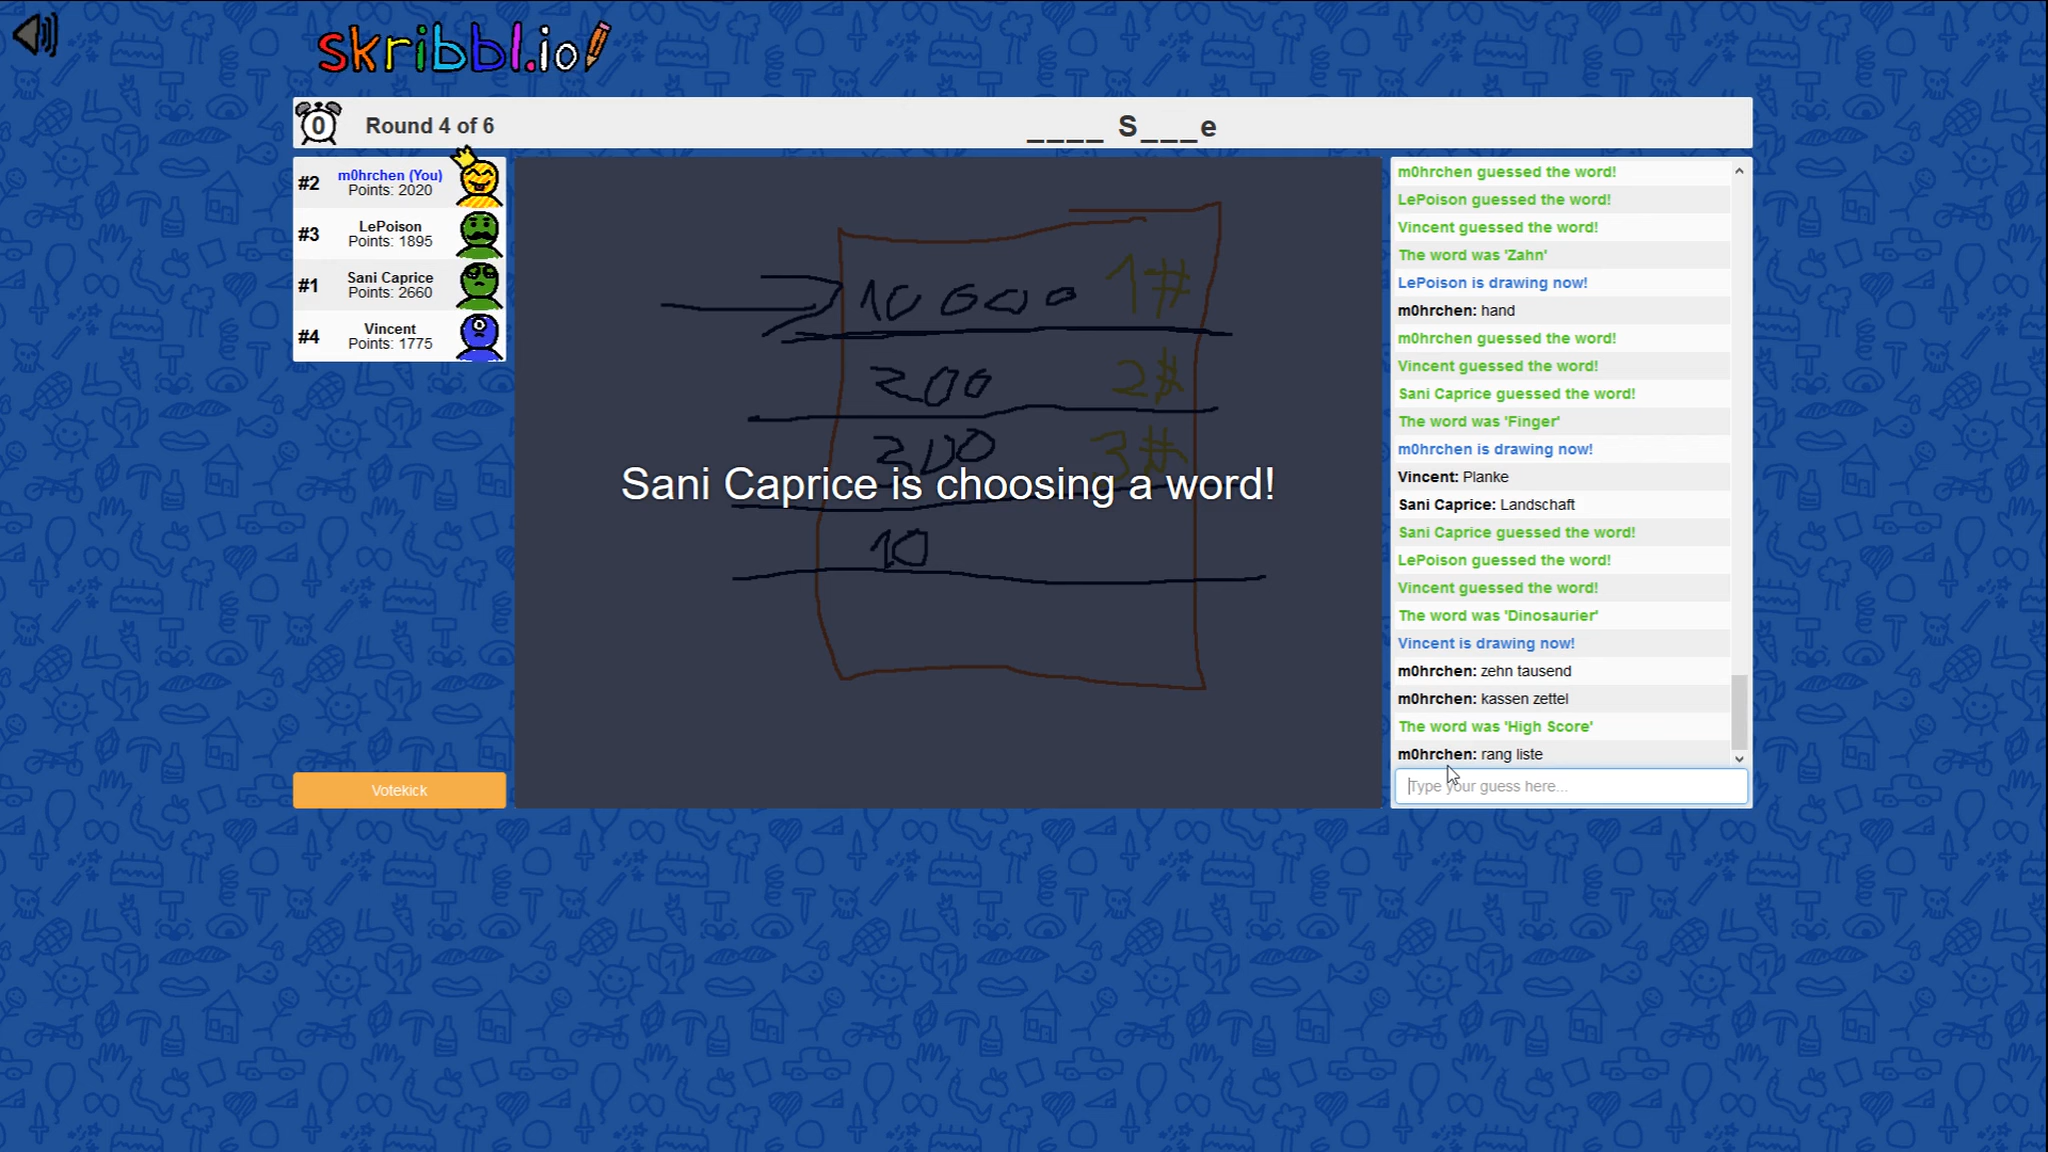 skribbl.io
0
Round 4 of 6
____ S___e
#2
m0hrchen (You)
Points: 2020
#3
LePoison
Points: 1895
#1
Sani Caprice
Points: 2660
#4
Vincent
Points: 1775
Votekick
10 000 1#
200 2#
300 3#
Sani Caprice is choosing a word!
10
m0hrchen guessed the word!
LePoison guessed the word!
Vincent guessed the word!
The word was 'Zahn'
LePoison is drawing now!
m0hrchen: hand
m0hrchen guessed the word!
Vincent guessed the word!
Sani Caprice guessed the word!
The word was 'Finger'
m0hrchen is drawing now!
Vincent: Planke
Sani Caprice: Landschaft
Sani Caprice guessed the word!
LePoison guessed the word!
Vincent guessed the word!
The word was 'Dinosaurier'
Vincent is drawing now!
m0hrchen: zehn tausend
m0hrchen: kassen zettel
The word was 'High Score'
m0hrchen: rang liste
Type your guess here...